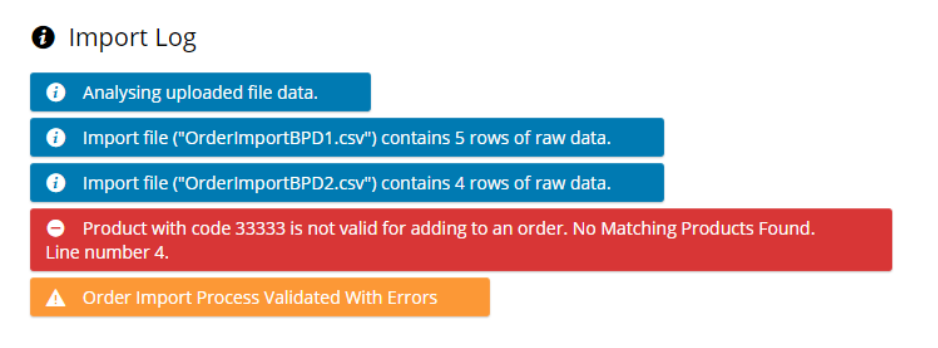 Import Log
Analysing uploaded file data.
Import file ("OrderImportBPD1.csv") contains 5 rows of raw data.
Import file ("OrderImportBPD2.csv") contains 4 rows of raw data.
Product with code 33333 is not valid for adding to an order. No Matching Products Found.
Line number 4.
Order Import Process Validated With Errors